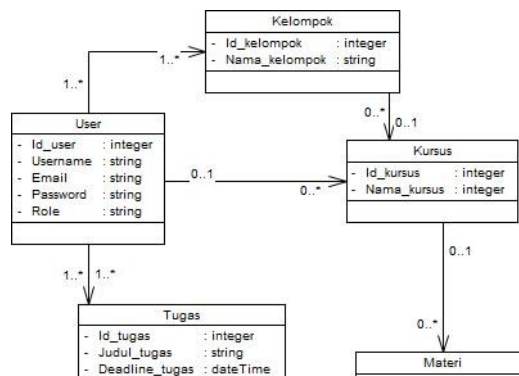 Kelompok
- Id_kelompok : integer
- Nama_kelompok : string
1..*
1..*
0..*
0..1
User
- Id_user : integer
- Username : string
- Email : string
- Password : string
- Role : string
0..1
0..*
Kursus
- Id_kursus : integer
- Nama_kursus : integer
0..1
1..*
1..*
0..*
Tugas
- Id_tugas : integer
- Judul_tugas : string
- Deadline_tugas : dateTime
Materi